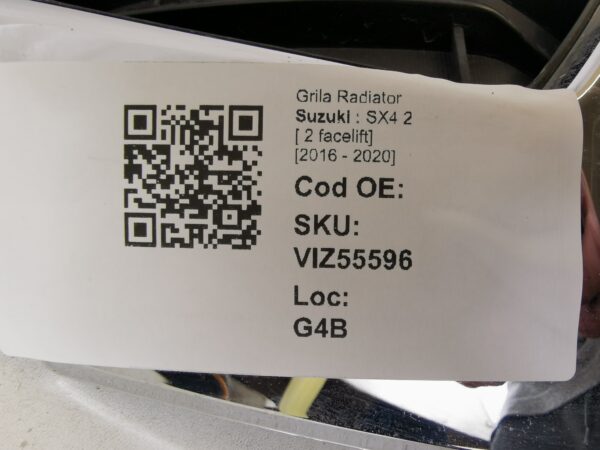 Grila Radiator
Suzuki : SX4 2
[ 2 facelift]
[2016 - 2020]
Cod OE:
SKU:
VIZ55596
Loc:
G4B